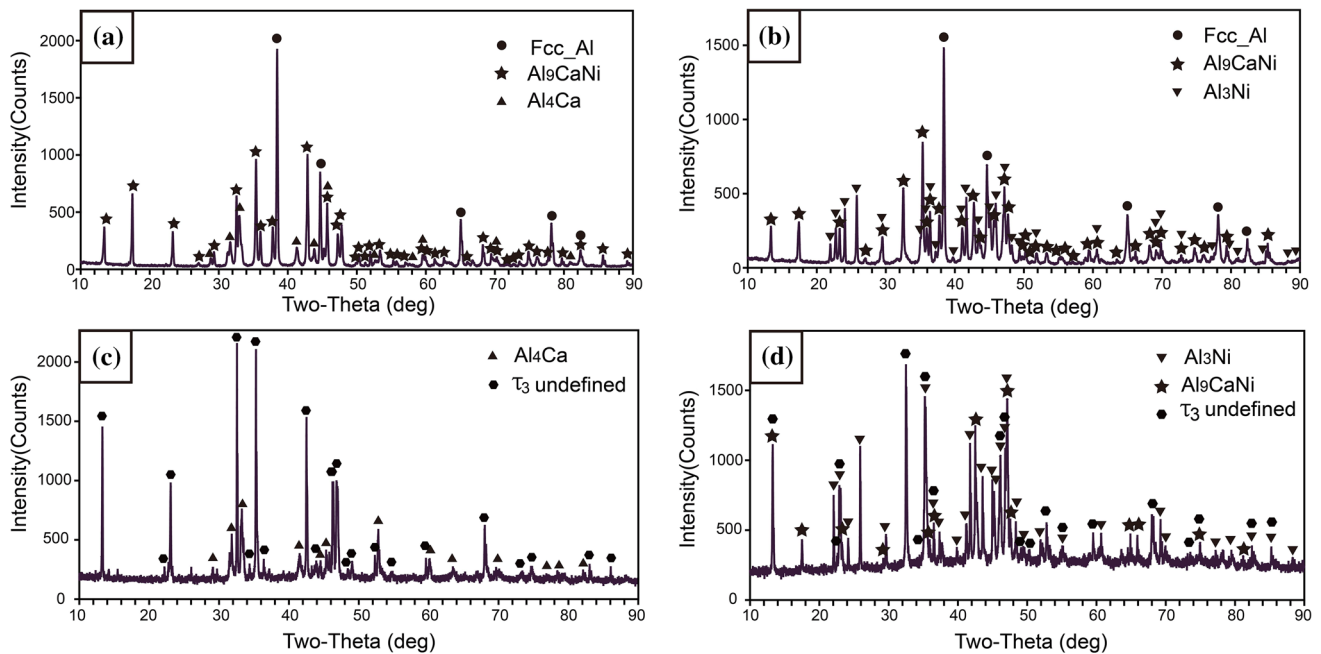 (a)
Fcc_Al
Al9CaNi
Al4Ca
Intensity(Counts)
2000
1500
1000
500
0
10 20 30 40 50 60 70 80 90
Two-Theta (deg)
(b)
Fcc_Al
Al9CaNi
Al3Ni
Intensity(Counts)
1500
1000
500
0
10 20 30 40 50 60 70 80 90
Two-Theta (deg)
(c)
Al4Ca
τ3 undefined
Intensity(Counts)
2000
1500
1000
500
0
10 20 30 40 50 60 70 80 90
Two-Theta (deg)
(d)
Al3Ni
Al9CaNi
τ3 undefined
Intensity(Counts)
1500
1000
500
0
10 20 30 40 50 60 70 80 90
Two-Theta (deg)